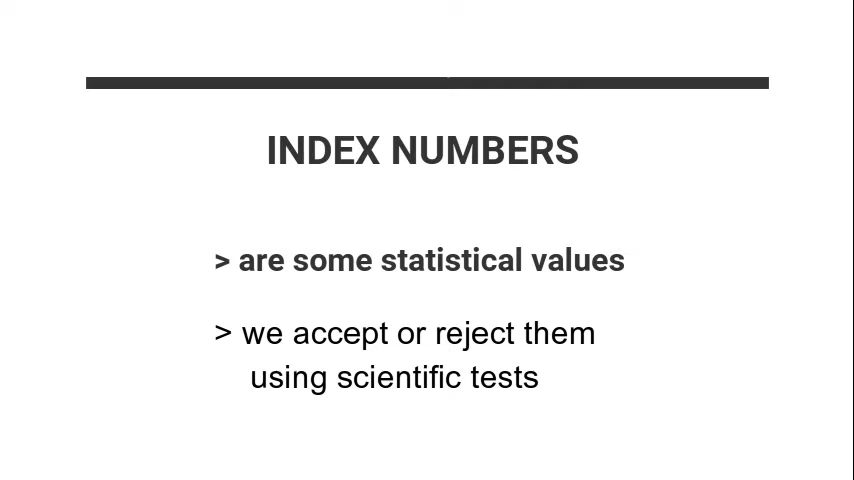 INDEX NUMBERS
> are some statistical values
> we accept or reject them
using scientific tests